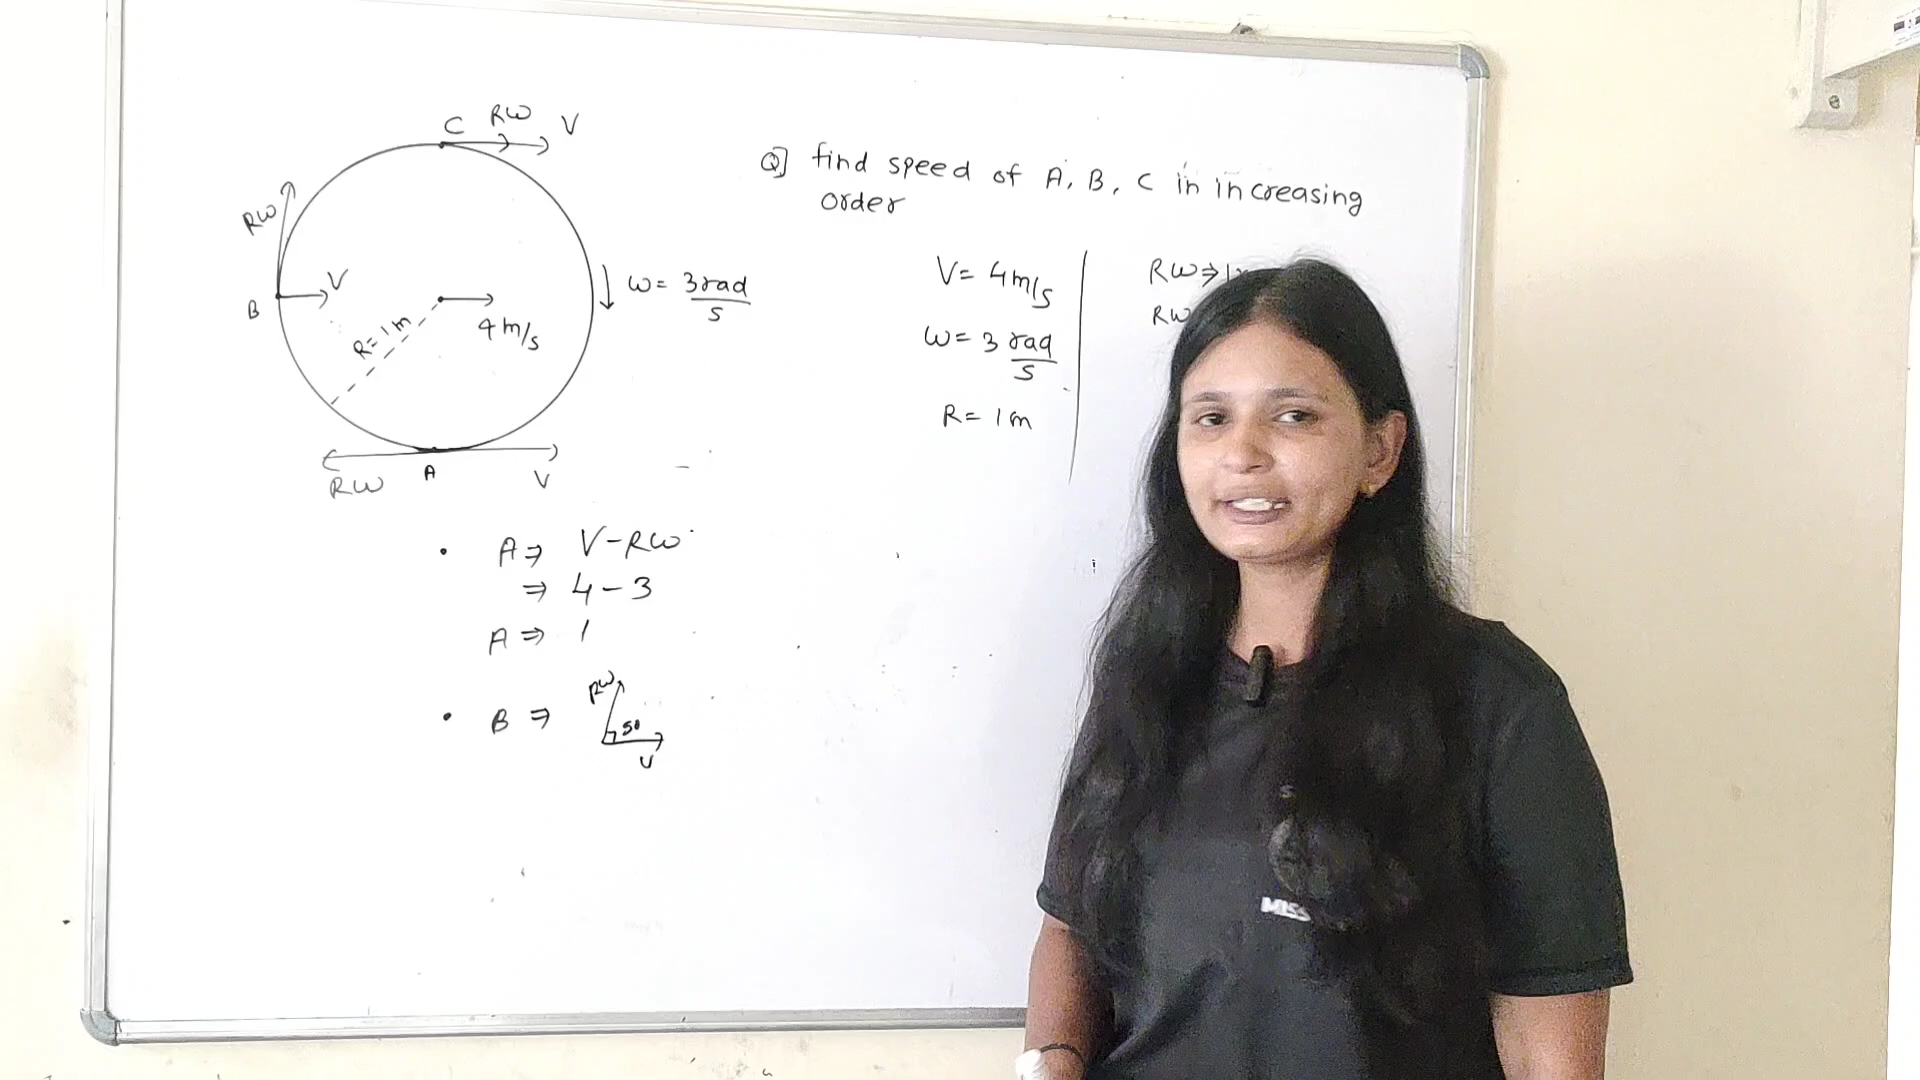 C RW V
RW
V
B
R=1m
4m/s
ω= 3rad/s
RW A V
Q] find speed of A, B, C in increasing
order
V= 4m/s
ω= 3 rad/s
R= 1m
RW⇒
RW
• A⇒ V-RW
⇒ 4-3
A⇒ 1
• B⇒
RW
V
MISS